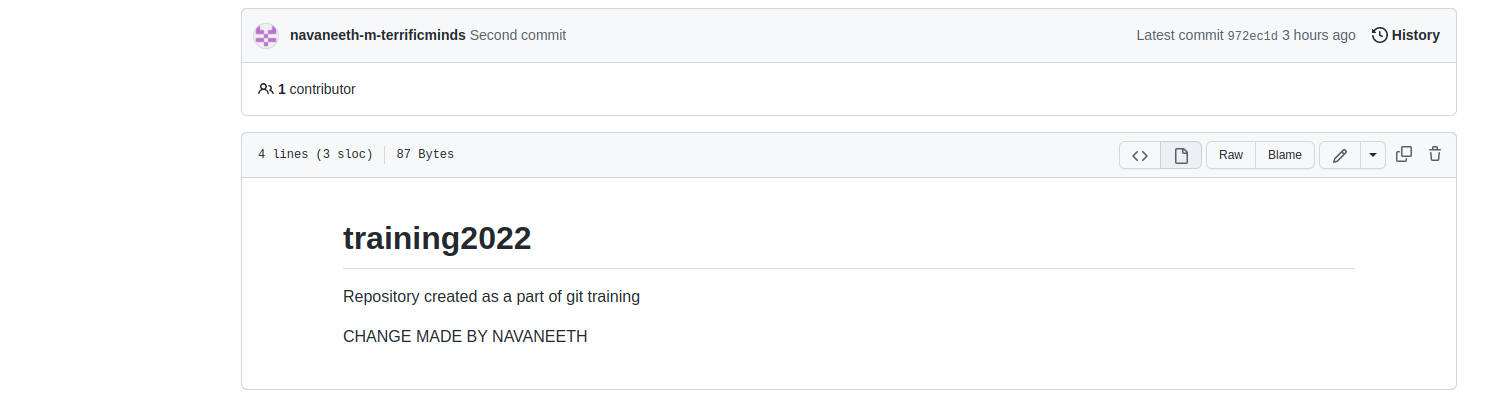 navaneeth-m-terrificminds Second commit Latest commit 972ec1d 3 hours ago History
1 contributor
4 lines (3 sloc) 87 Bytes Raw Blame
training2022
Repository created as a part of git training
CHANGE MADE BY NAVANEETH